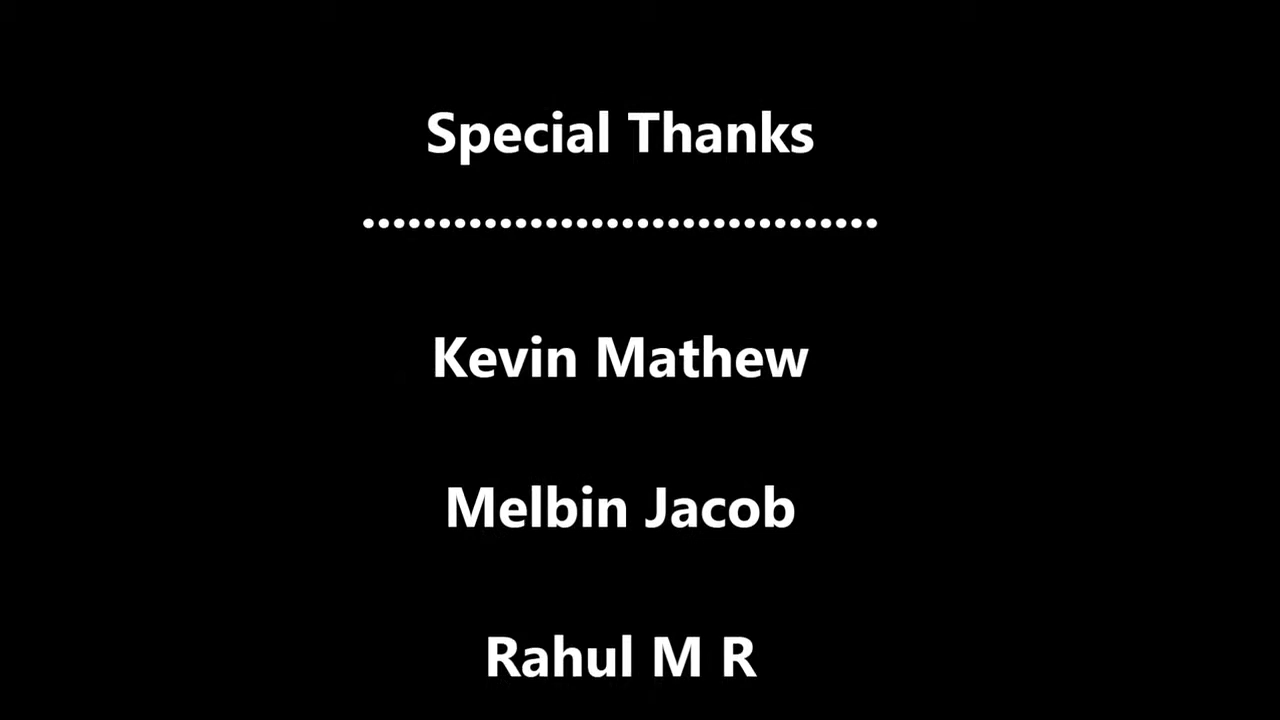 Special Thanks
..................................
Kevin Mathew
Melbin Jacob
Rahul M R